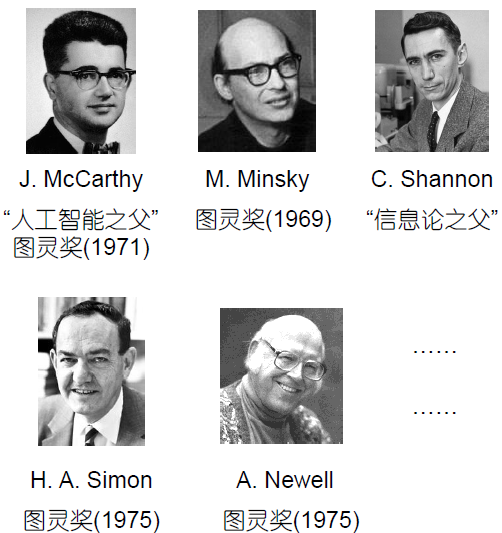 J. McCarthy
M. Minsky
C. Shannon
“人工智能之父”
图灵奖(1971)
图灵奖(1969)
“信息论之父”
……
……
H. A. Simon
A. Newell
图灵奖(1975)
图灵奖(1975)